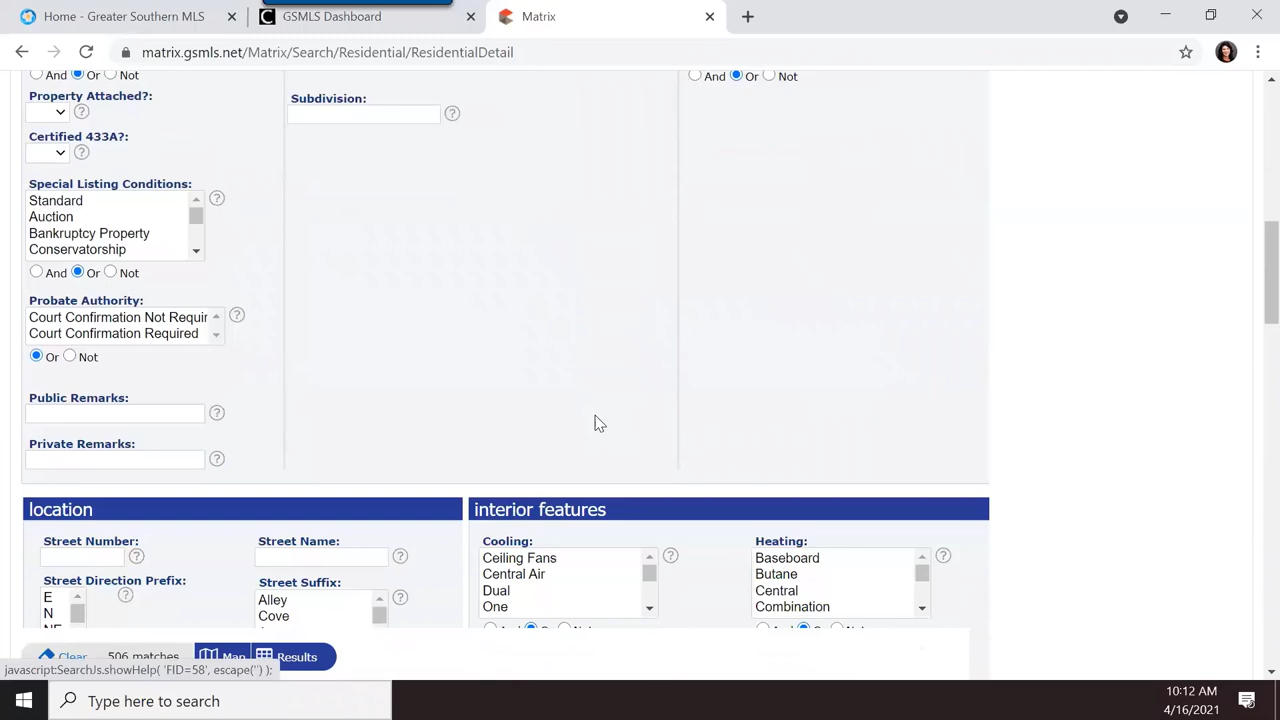 Home - Greater Southern MLS
GSMLS Dashboard
Matrix
matrix.gsmls.net/Matrix/Search/Residential/ResidentialDetail
And Or Not
And Or Not
Property Attached?:
Subdivision:
Certified 433A?:
Special Listing Conditions:
Standard
Auction
Bankruptcy Property
Conservatorship
And Or Not
Probate Authority:
Court Confirmation Not Requir
Court Confirmation Required
Or Not
Public Remarks:
Private Remarks:
location
interior features
Street Number:
Street Name:
Cooling:
Heating:
Ceiling Fans
Central Air
Dual
One
Baseboard
Butane
Central
Combination
Street Direction Prefix:
Street Suffix:
E
N
Alley
Cove
Clear
506 matches
Map
Results
javascript:SearchJs.showHelp( 'FID=58', escape('') );
Type here to search
10:12 AM
4/16/2021